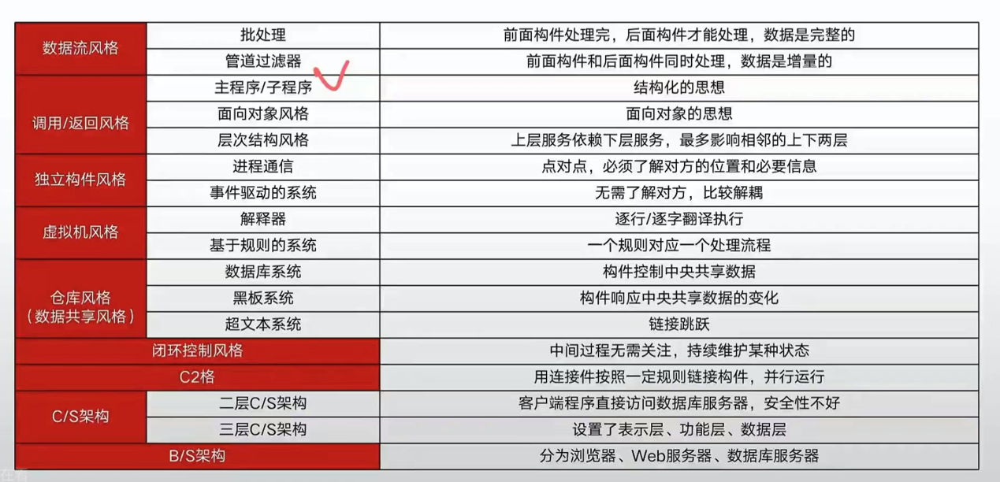 数据流风格
批处理
前面构件处理完，后面构件才能处理，数据是完整的
管道过滤器
前面构件和后面构件同时处理，数据是增量的
调用/返回风格
主程序/子程序
结构化的思想
面向对象风格
面向对象的思想
层次结构风格
上层服务依赖下层服务，最多影响相邻的上下两层
独立构件风格
进程通信
点对点，必须了解对方的位置和必要信息
事件驱动的系统
无需了解对方，比较解耦
虚拟机风格
解释器
逐行/逐字翻译执行
基于规则的系统
一个规则对应一个处理流程
仓库风格
（数据共享风格）
数据库系统
构件控制中央共享数据
黑板系统
构件响应中央共享数据的变化
超文本系统
链接跳跃
闭环控制风格
中间过程无需关注，持续维护某种状态
C2格
用连接件按照一定规则链接构件，并行运行
C/S架构
二层C/S架构
客户端程序直接访问数据库服务器，安全性不好
三层C/S架构
设置了表示层、功能层、数据层
B/S架构
分为浏览器、Web服务器、数据库服务器
在看